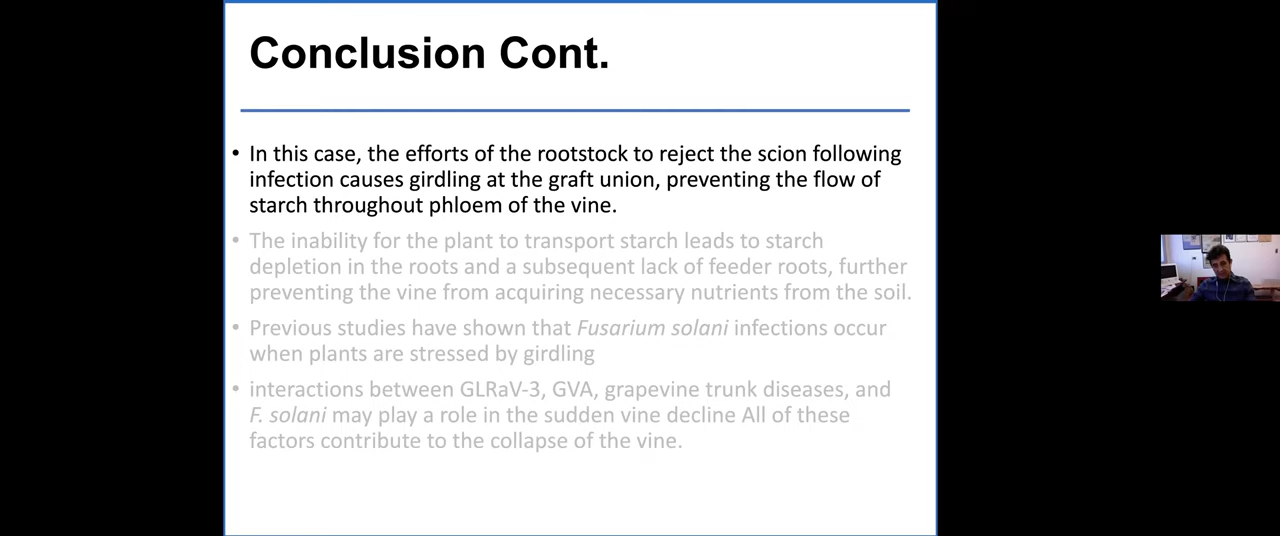 Conclusion Cont.
• In this case, the efforts of the rootstock to reject the scion following
infection causes girdling at the graft union, preventing the flow of
starch throughout phloem of the vine.
• The inability for the plant to transport starch leads to starch
depletion in the roots and a subsequent lack of feeder roots, further
preventing the vine from acquiring necessary nutrients from the soil.
• Previous studies have shown that Fusarium solani infections occur
when plants are stressed by girdling
• interactions between GLRaV-3, GVA, grapevine trunk diseases, and
F. solani may play a role in the sudden vine decline All of these
factors contribute to the collapse of the vine.